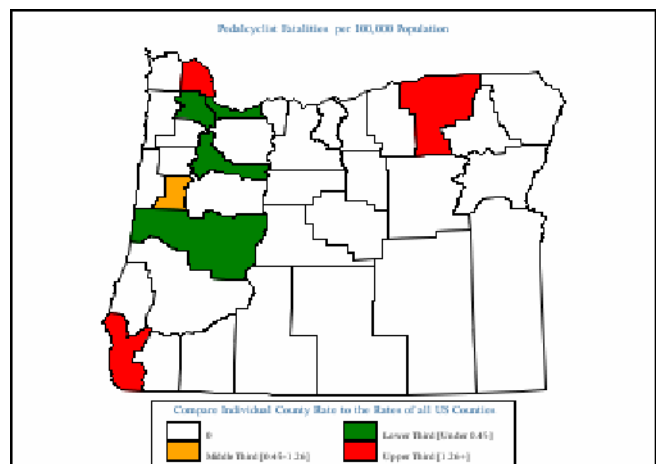 Pedalcyclist Fatalities per 100,000 Population
Compare Individual County Rate to the Rates of all US Counties
0
Lower Third [Under 0.45]
Middle Third [0.45-1.26]
Upper Third [1.26+]